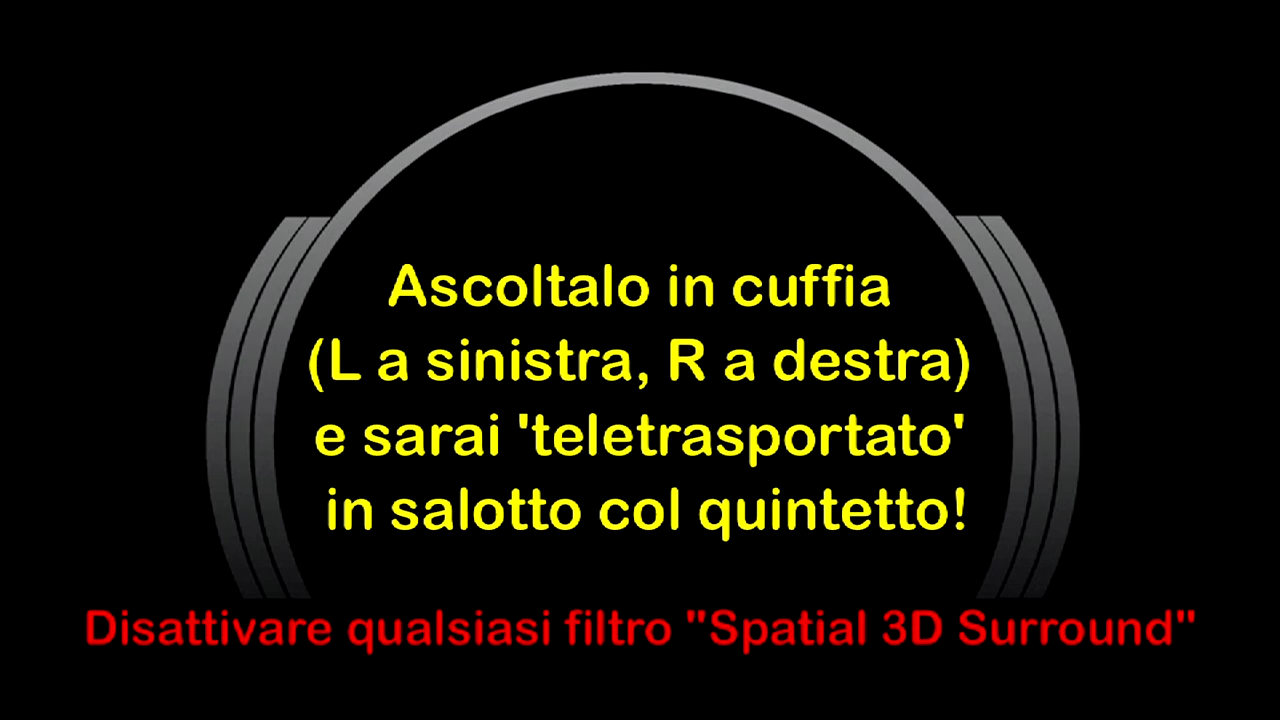 Ascoltalo in cuffia
(L a sinistra, R a destra)
e sarai 'teletrasportato'
in salotto col quintetto!
Disattivare qualsiasi filtro "Spatial 3D Surround"